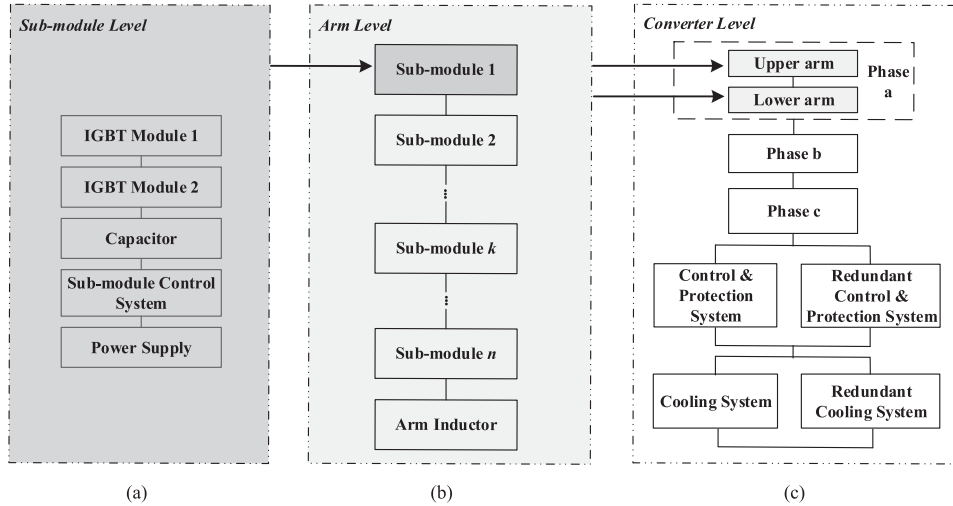 Sub-module Level
IGBT Module 1
IGBT Module 2
Capacitor
Sub-module Control
System
Power Supply
(a)
Arm Level
Sub-module 1
Sub-module 2
...
Sub-module k
...
Sub-module n
Arm Inductor
(b)
Converter Level
Upper arm
Lower arm
Phase
a
Phase b
Phase c
Control &
Protection
System
Redundant
Control &
Protection System
Cooling System
Redundant
Cooling System
(c)